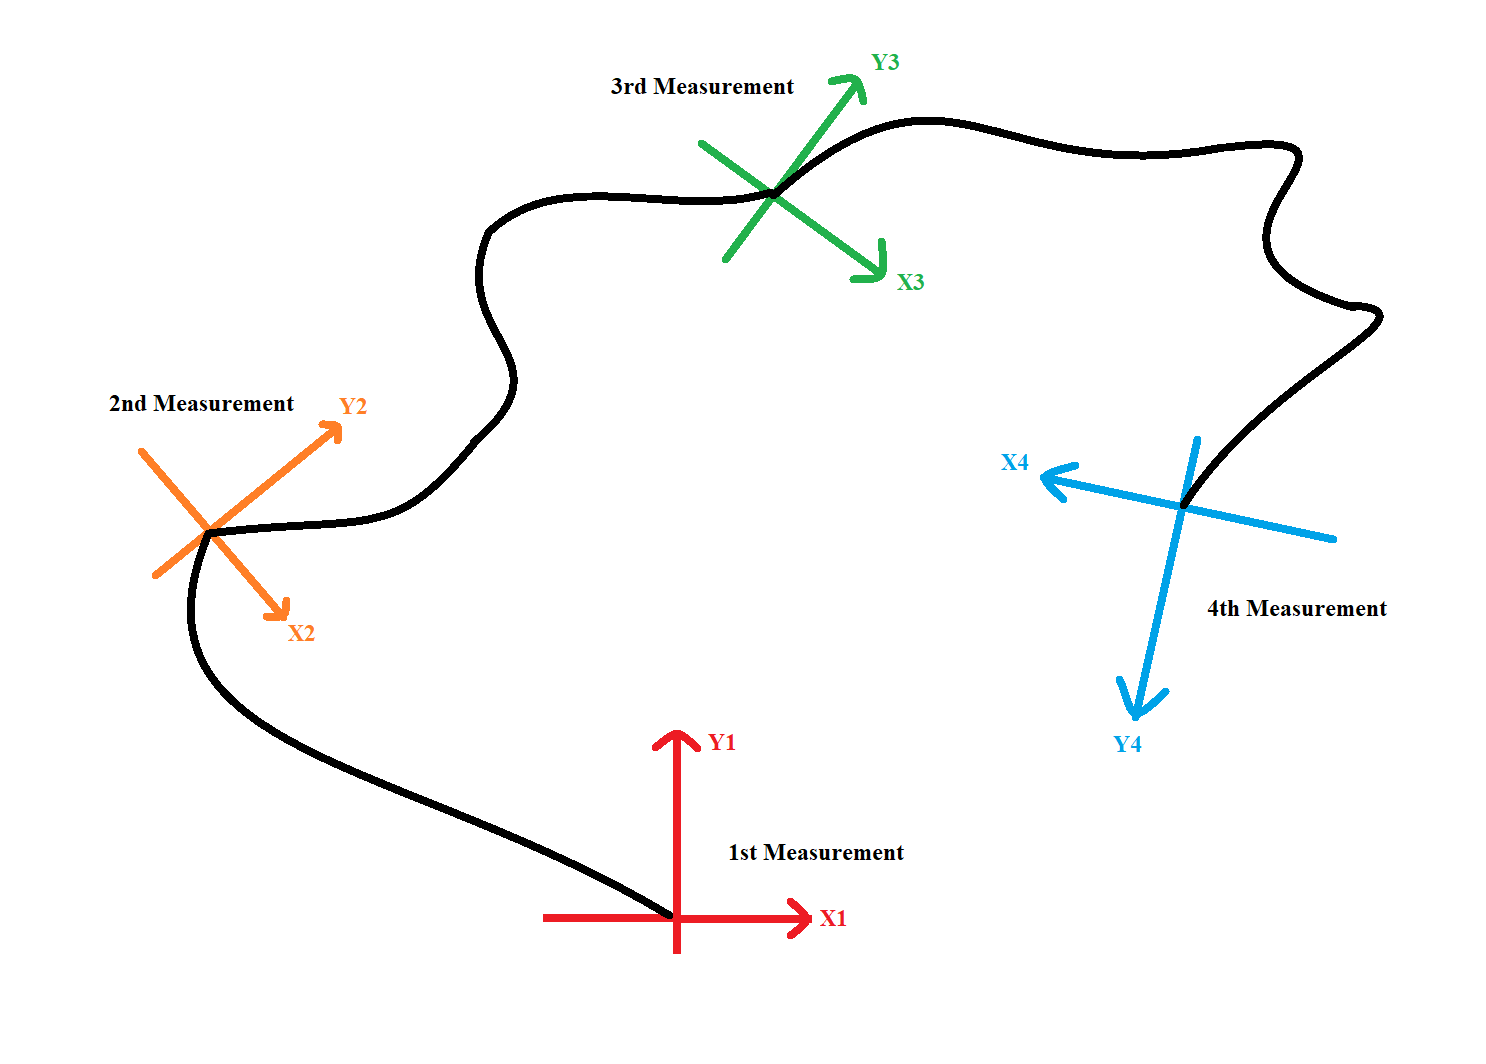 Y3
3rd Measurement
X3
2nd Measurement
Y2
X2
X4
4th Measurement
Y4
Y1
1st Measurement
X1